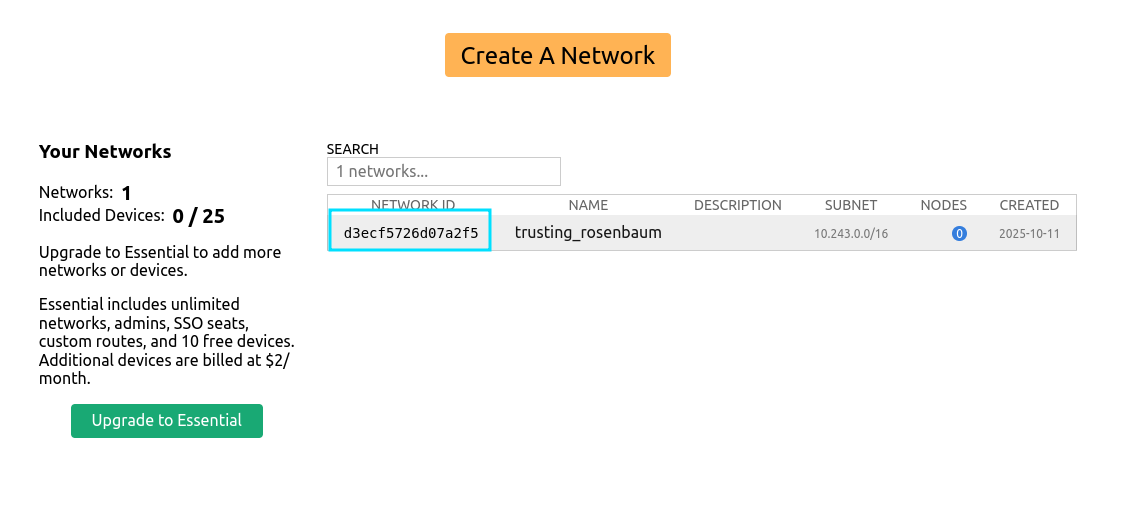 Create A Network
Your Networks
Networks: 1
Included Devices: 0 / 25
Upgrade to Essential to add more
networks or devices.
Essential includes unlimited
networks, admins, SSO seats,
custom routes, and 10 free devices.
Additional devices are billed at $2/
month.
Upgrade to Essential
SEARCH
1 networks...
NETWORK ID NAME DESCRIPTION SUBNET NODES CREATED
d3ecf5726d07a2f5 trusting_rosenbaum 10.243.0.0/16 0 2025-10-11